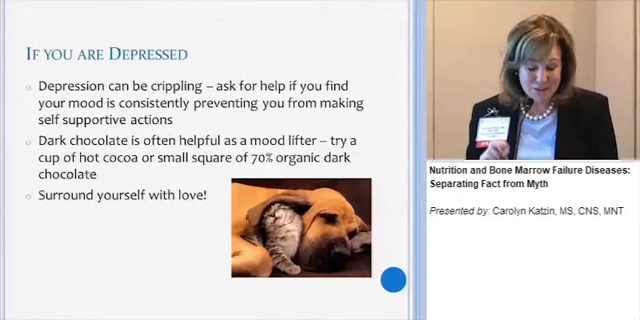 IF YOU ARE DEPRESSED
Depression can be crippling – ask for help if you find
your mood is consistently preventing you from making
self supportive actions
Dark chocolate is often helpful as a mood lifter – try a
cup of hot cocoa or small square of 70% organic dark
chocolate
Surround yourself with love!
Nutrition and Bone Marrow Failure Diseases:
Separating Fact from Myth
Presented by: Carolyn Katzin, MS, CNS, MNT